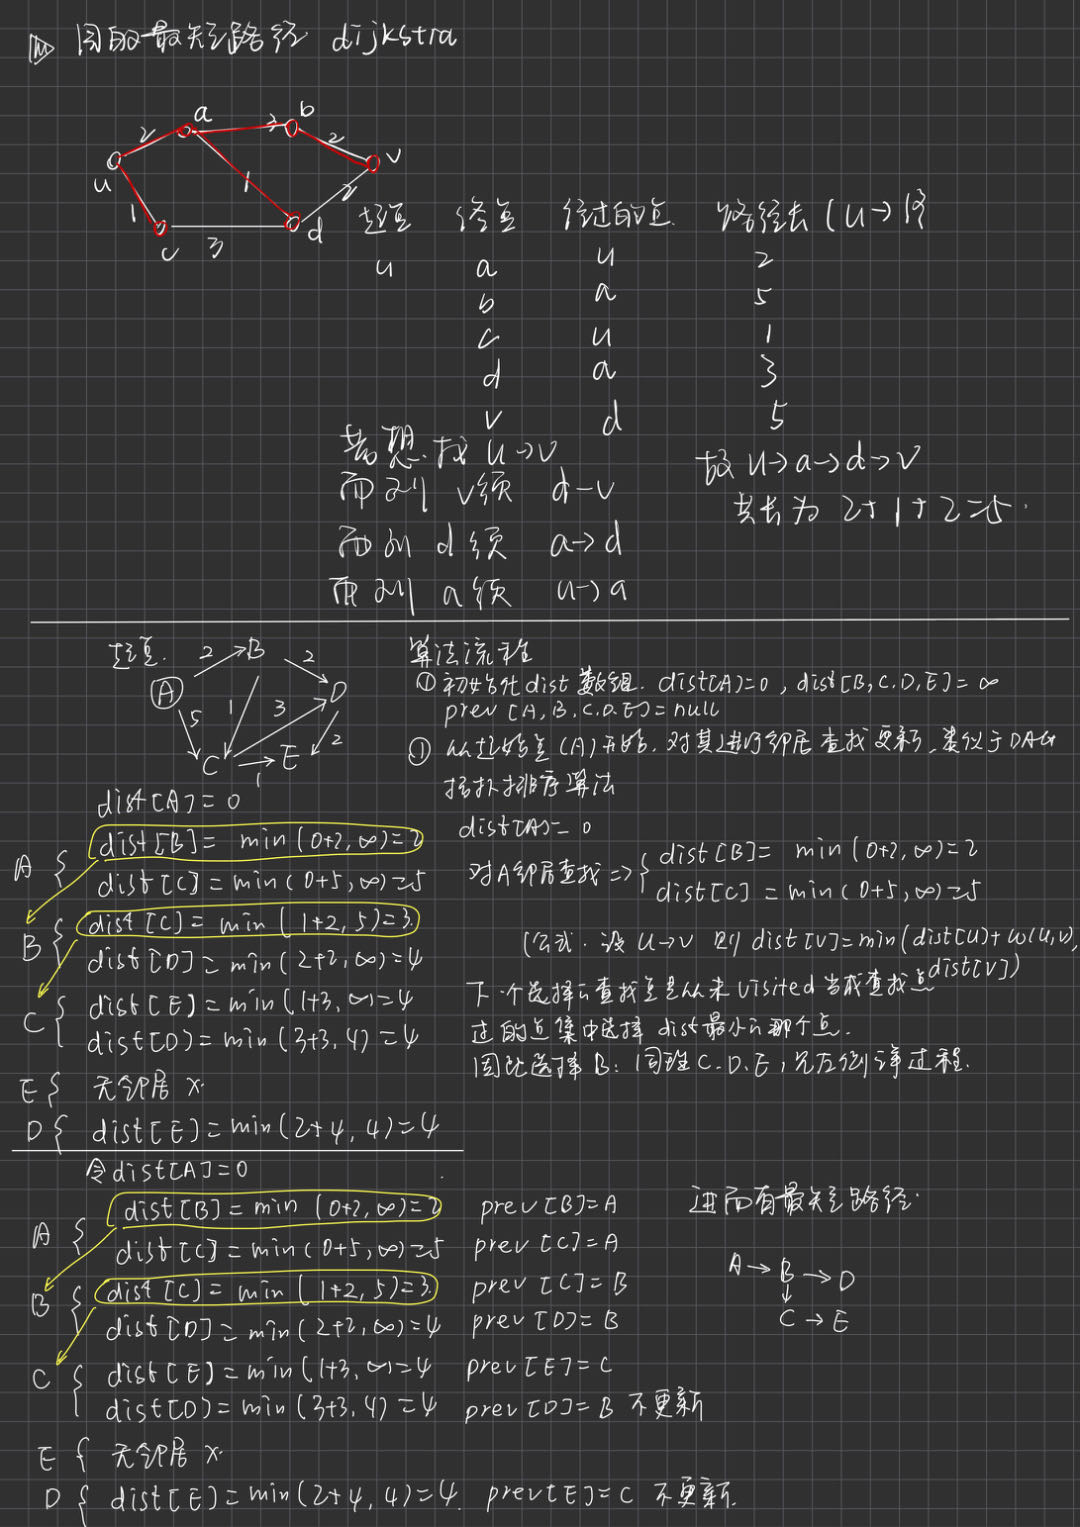 图的最短路径 dijkstra
a
b
2
3
2
v
u
1
1
2
c
3
d
起点 终点 经过的点 路径长(u→
u a u 2
b a 5
c u 1
d a 3
v d 5
若想找 u→v
而到 v须 d→v
而到 d须 a→d
而到 a须 u→a
故 u→a→d→v
其长为 2+1+2=5.
起点.
2
B
2
A
D
5
1
3
C
1
E
2
算法流程
① 初始化 dist 数组. dist[A]=0, dist[B,C,D,E]=∞
prev [A,B,C,D,E]=null
① 从起始点(A)开始,对其进行邻居查找更新,类似于DAG
拓扑排序算法
dist[A]=0
对A邻居查找 => { dist[B]= min(0+2,∞)=2
dist[C]=min(0+5,∞)=5
(公式. 设 u→v 则 dist[v]=min(dist(u)+w(u,v),
dist[v])
下一个选择的查找点是从未visited当成查找点
过的点集中选择 dist最小的那个点.
因此选择B; 同理C.D.E,见左侧详过程.
dist[A]=0
A { dist[B]= min(0+2,∞)=2
dist[C]=min(0+5,∞)=5
B { dist[C]=min(1+2,5)=3.
dist[D]=min(2+2,∞)=4
C { dist[E]=min(1+3,∞)=4
dist[D]=min(3+3,4)=4
E { 无邻居 x.
D { dist[E]=min(2+4,4)=4
令dist[A]=0
A { dist[B]=min(0+2,∞)=2 prev[B]=A
dist[C]=min(0+5,∞)=5 prev[C]=A
B { dist[C]=min(1+2,5)=3. prev[C]=B
dist[D]=min(2+2,∞)=4 prev[D]=B
C { dist[E]=min(1+3,∞)=4 prev[E]=C
dist[D]=min(3+3,4)=4 prev[D]=B 不更新
E { 无邻居 x.
D { dist[E]=min(2+4,4)=4. prev[E]=C 不更新.
进而有最短路径.
A→B→D
C→E